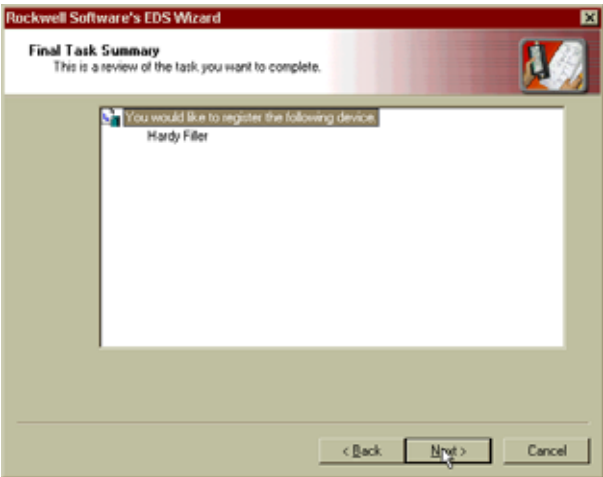 Rockwell Software's EDS Wizard
Final Task Summary
This is a review of the task you want to complete.
You would like to register the following device.
Hardy Filler
< Back
Next >
Cancel